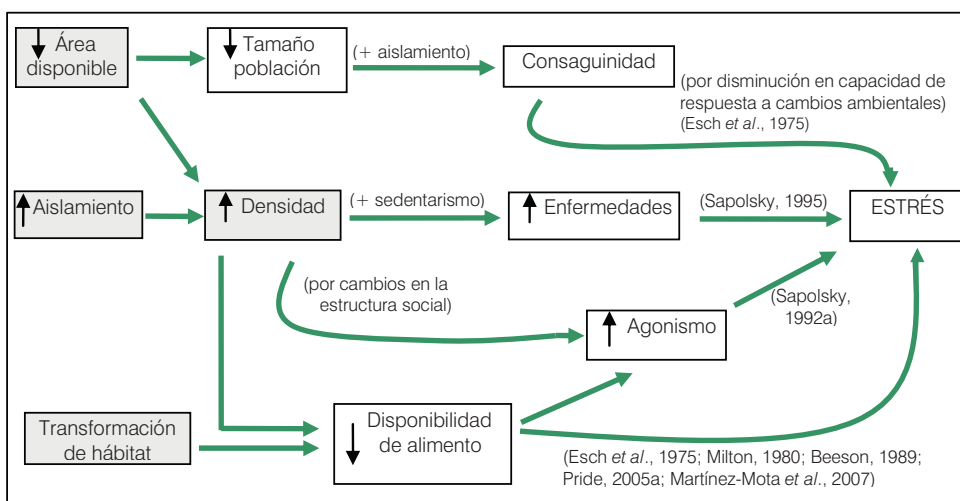 Área
disponible
Tamaño
población
(+ aislamiento)
Consaguinidad
(por disminución en capacidad de
respuesta a cambios ambientales)
(Esch et al., 1975)
Aislamiento
Densidad
(+ sedentarismo)
Enfermedades
(Sapolsky, 1995)
ESTRÉS
(por cambios en la
estructura social)
Agonismo
(Sapolsky,
1992a)
Transformación
de hábitat
Disponibilidad
de alimento
(Esch et al., 1975; Milton, 1980; Beeson, 1989;
Pride, 2005a; Martínez-Mota et al., 2007)